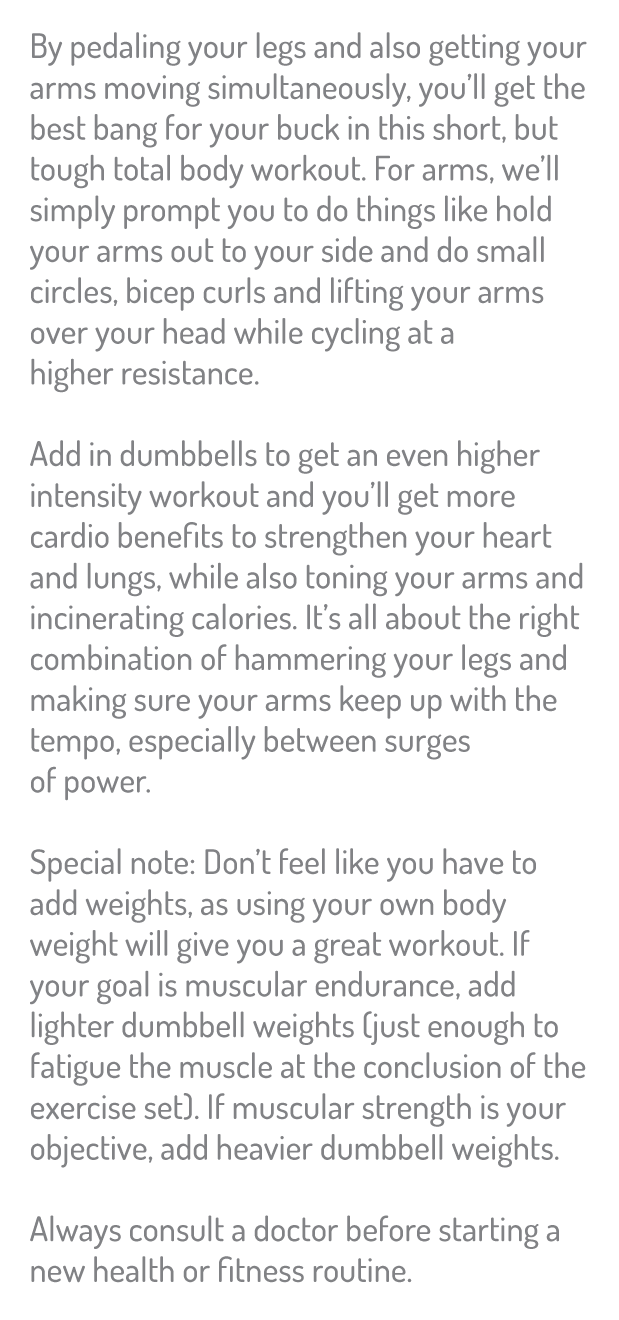 By pedaling your legs and also getting your
arms moving simultaneously, you’ll get the
best bang for your buck in this short, but
tough total body workout. For arms, we’ll
simply prompt you to do things like hold
your arms out to your side and do small
circles, bicep curls and lifting your arms
over your head while cycling at a
higher resistance.
Add in dumbbells to get an even higher
intensity workout and you’ll get more
cardio benefits to strengthen your heart
and lungs, while also toning your arms and
incinerating calories. It’s all about the right
combination of hammering your legs and
making sure your arms keep up with the
tempo, especially between surges
of power.
Special note: Don’t feel like you have to
add weights, as using your own body
weight will give you a great workout. If
your goal is muscular endurance, add
lighter dumbbell weights (just enough to
fatigue the muscle at the conclusion of the
exercise set). If muscular strength is your
objective, add heavier dumbbell weights.
Always consult a doctor before starting a
new health or fitness routine.